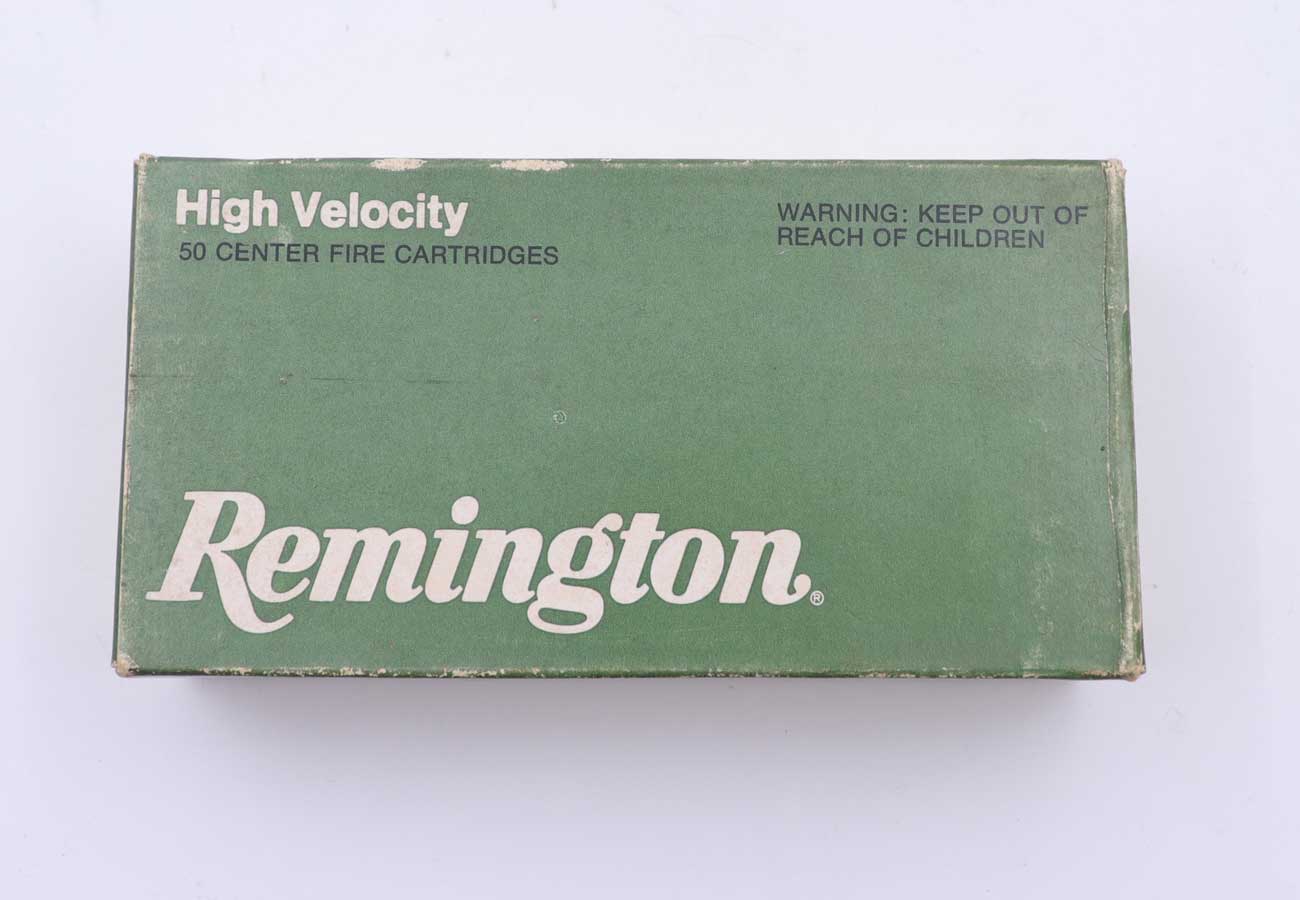 High Velocity
50 CENTER FIRE CARTRIDGES
WARNING: KEEP OUT OF
REACH OF CHILDREN
Remington®